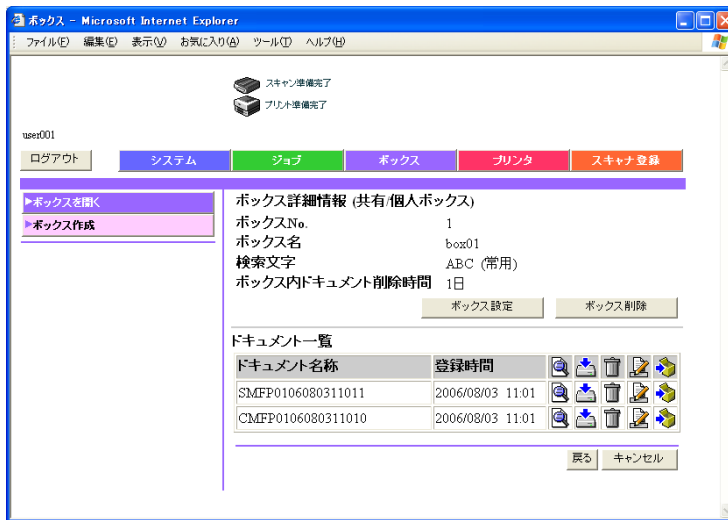 ボックス - Microsoft Internet Explorer
ファイル(F) 編集(E) 表示(V) お気に入り(A) ツール(T) ヘルプ(H)
スキャン準備完了
プリント準備完了
user001
ログアウト システム ジョブ ボックス プリンタ スキャナ登録
▶ボックスを開く
▶ボックス作成
ボックス詳細情報 (共有/個人ボックス)
ボックスNo. 1
ボックス名 box01
検索文字 ABC (常用)
ボックス内ドキュメント削除時間 1日
ボックス設定 ボックス削除
ドキュメント一覧
ドキュメント名称 登録時間
SMFP0106080311011 2006/08/03 11:01
CMFP0106080311010 2006/08/03 11:01
戻る キャンセル